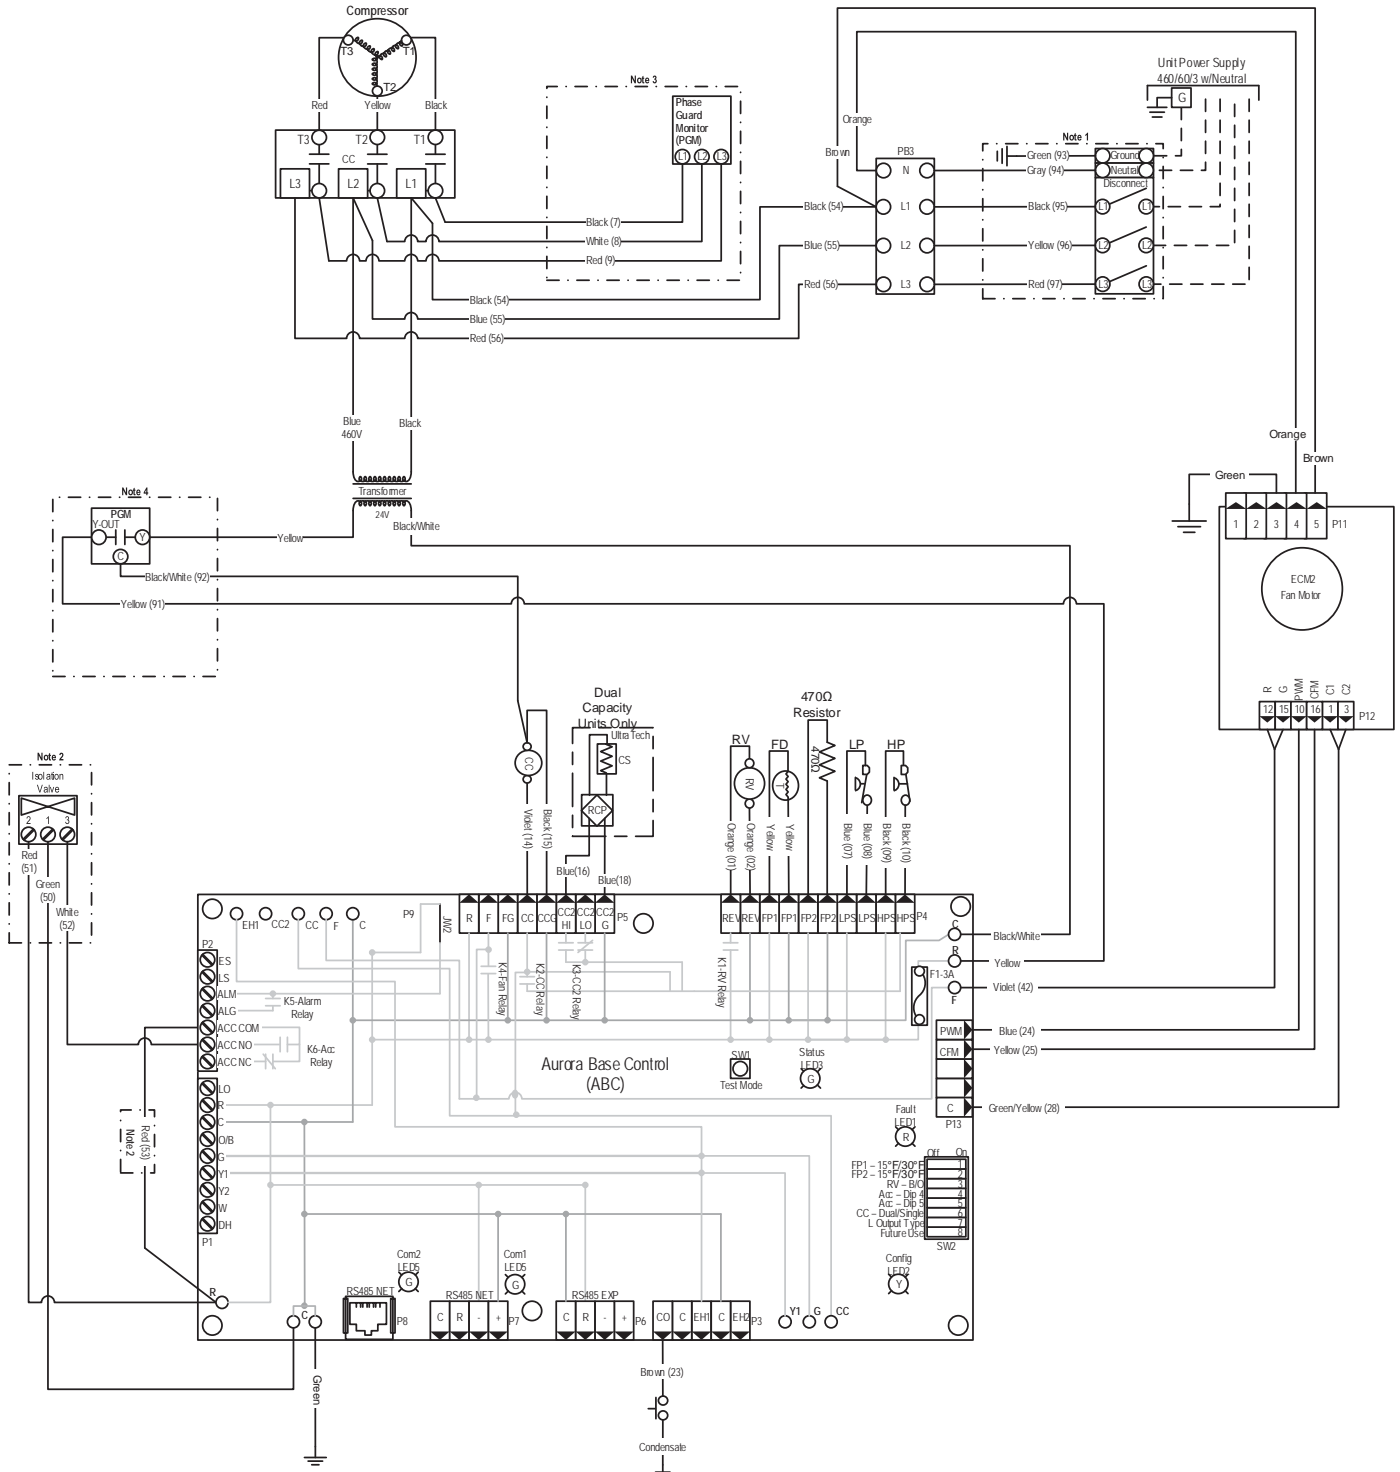 Compressor
T3
T1
T2
Red
Yellow
Black
T3
T2
T1
CC
L3
L2
L1
Note 3
Phase
Guard
Monitor
(PGM)
L1
L2
L3
Black (7)
White (8)
Red (9)
Black (54)
Blue (55)
Red (56)
Orange
Brown
Black (54)
Blue (55)
Red (56)
PB3
N
L1
L2
L3
Unit Power Supply
460/60/3 w/Neutral
G
Note 1
Green (93)
Ground
Gray (94)
Neutral
Disconnect
Black (95)
L1
L1
Yellow (96)
L2
L2
Red (97)
L3
L3
Blue
460V
Black
Transformer
24V
Black/White
Yellow
Note 4
PGM
Y-OUT
Y
C
Black/White (92)
Yellow (91)
Orange
Brown
Green
1
2
3
4
5
P11
ECM2
Fan Motor
R
G
PWM
CFM
C1
C2
12
15
10
16
1
3
P12
Note 2
Isolation
Valve
2
1
3
Red
(51)
Green
(50)
White
(52)
CC
Violet (14)
Black (15)
Dual
Capacity
Units Only
UltraTech
CS
RCP
Blue(16)
Blue(18)
470Ω
Resistor
470Ω
RV
RV
FD
T
LP
HP
Orange (01)
Orange (02)
Yellow
Yellow
Blue (07)
Blue (08)
Black (09)
Black (10)
EH1
CC2
CC
F
C
P9
JW2
R
F
FG
CC
CCG
CC2
HI
CC2
LO
CC2
G
P5
REV
REV
FP1
FP1
FP2
FP2
LPS
LPS
HPS
HPS
P4
C
Black/White
R
Yellow
Violet (42)
F
F1-3A
P2
ES
LS
ALM
ALG
ACC COM
ACC NO
ACC NC
K5-Alarm
Relay
K6-Acc
Relay
K4-Fan Relay
K2-CC Relay
K3-CC2 Relay
K1-RV Relay
PWM
Blue (24)
CFM
Yellow (25)
C
Green/Yellow (28)
P13
Aurora Base Control
(ABC)
SW1
Test Mode
Status
LED3
G
Fault
LED1
R
LO
R
C
O/B
G
Y1
Y2
W
DH
P1
Red (53)
Note 2
Off
On
FP1 – 15°F/30°F
1
FP2 – 15°F/30°F
2
RV – B/O
3
Acc – Dip 4
4
Acc – Dip 5
5
CC – Dual/Single
6
L Output Type
7
Future Use
8
SW2
Config
LED2
Y
Com2
LED5
G
Com1
LED5
G
R
C
RS485 NET
P8
RS485 NET
C
R
-
+
P7
RS485 EXP
C
R
-
+
P6
CO
C
EH1
C
EH2
P3
Y1
G
CC
Green
Brown (23)
Condensate